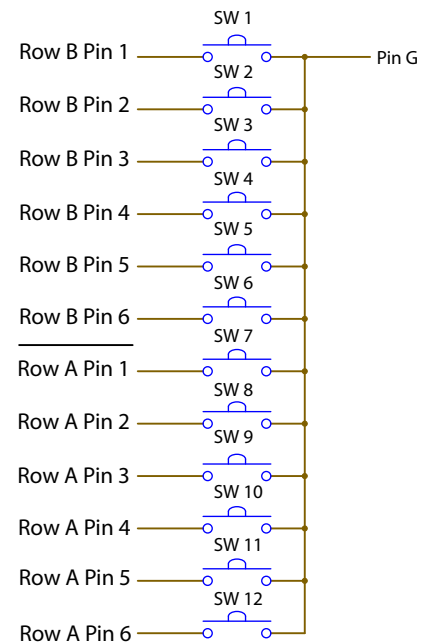 SW 1
Row B Pin 1
Pin G
SW 2
Row B Pin 2
SW 3
Row B Pin 3
SW 4
Row B Pin 4
SW 5
Row B Pin 5
SW 6
Row B Pin 6
SW 7
Row A Pin 1
SW 8
Row A Pin 2
SW 9
Row A Pin 3
SW 10
Row A Pin 4
SW 11
Row A Pin 5
SW 12
Row A Pin 6